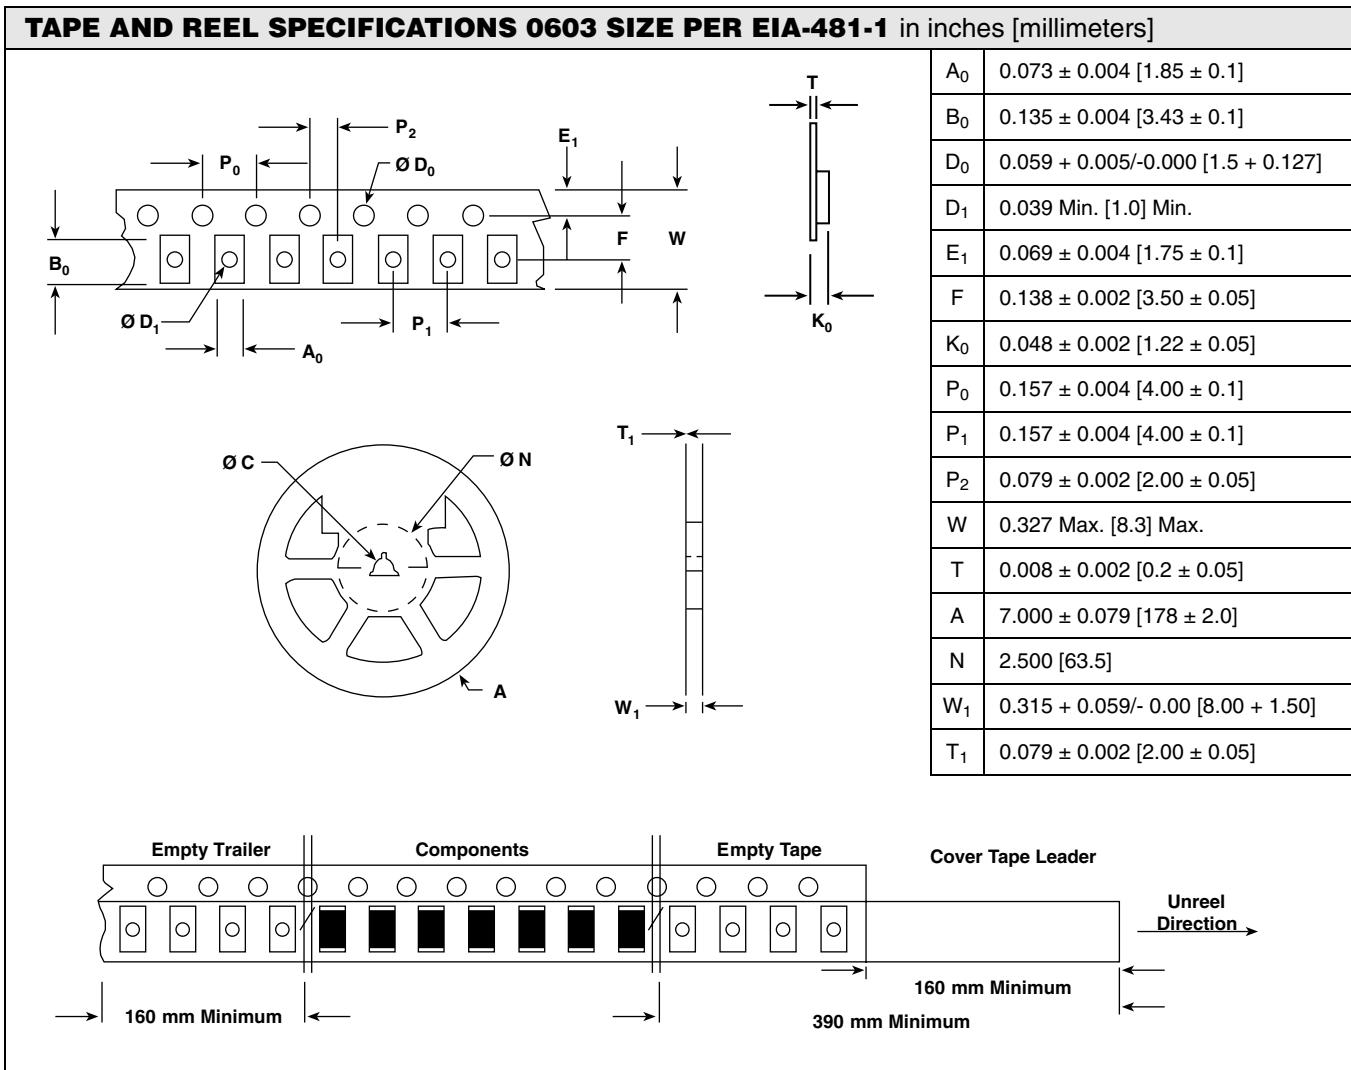 TAPE AND REEL SPECIFICATIONS 0603 SIZE PER EIA-481-1 in inches [millimeters]
P2
P0
Ø D0
E1
F
W
B0
Ø D1
A0
P1
T
K0
A0 0.073 ± 0.004 [1.85 ± 0.1]
B0 0.135 ± 0.004 [3.43 ± 0.1]
D0 0.059 + 0.005/-0.000 [1.5 + 0.127]
D1 0.039 Min. [1.0] Min.
E1 0.069 ± 0.004 [1.75 ± 0.1]
F 0.138 ± 0.002 [3.50 ± 0.05]
K0 0.048 ± 0.002 [1.22 ± 0.05]
P0 0.157 ± 0.004 [4.00 ± 0.1]
P1 0.157 ± 0.004 [4.00 ± 0.1]
P2 0.079 ± 0.002 [2.00 ± 0.05]
W 0.327 Max. [8.3] Max.
T 0.008 ± 0.002 [0.2 ± 0.05]
A 7.000 ± 0.079 [178 ± 2.0]
N 2.500 [63.5]
W1 0.315 + 0.059/- 0.00 [8.00 + 1.50]
T1 0.079 ± 0.002 [2.00 ± 0.05]
Ø C
Ø N
A
T1
W1
Empty Trailer
Components
Empty Tape
Cover Tape Leader
Unreel
Direction
160 mm Minimum
160 mm Minimum
390 mm Minimum